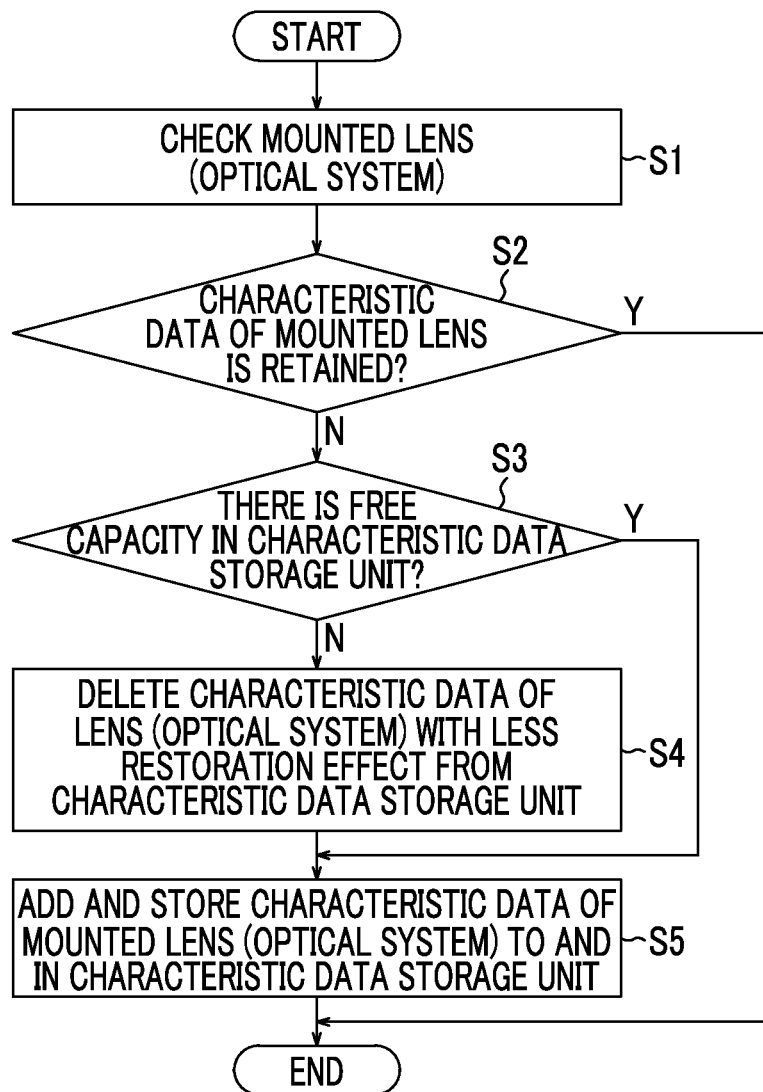 START
CHECK MOUNTED LENS
(OPTICAL SYSTEM)
S1
S2
CHARACTERISTIC
DATA OF MOUNTED LENS
IS RETAINED?
Y
N
S3
THERE IS FREE
CAPACITY IN CHARACTERISTIC DATA
STORAGE UNIT?
Y
N
DELETE CHARACTERISTIC DATA OF
LENS (OPTICAL SYSTEM) WITH LESS
RESTORATION EFFECT FROM
CHARACTERISTIC DATA STORAGE UNIT
S4
ADD AND STORE CHARACTERISTIC DATA OF
MOUNTED LENS (OPTICAL SYSTEM) TO AND
IN CHARACTERISTIC DATA STORAGE UNIT
S5
END